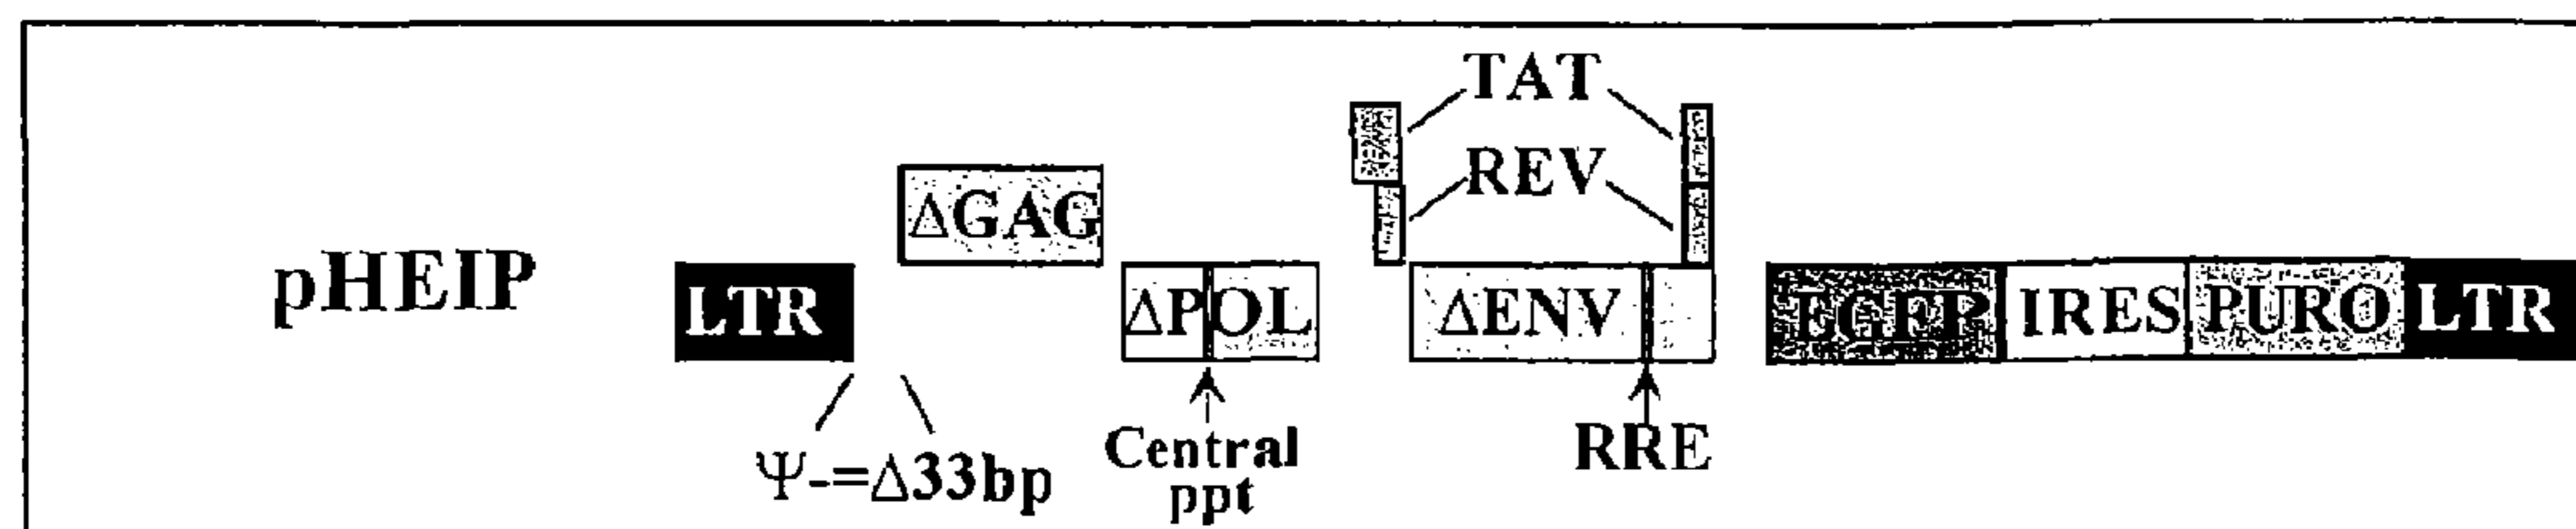 TAT
REV
ΔGAG
pHEIP
LTR
ΔPOL
ΔENV
EGFP
IRES
PURO
LTR
Ψ-=Δ33bp
Central
ppt
RRE